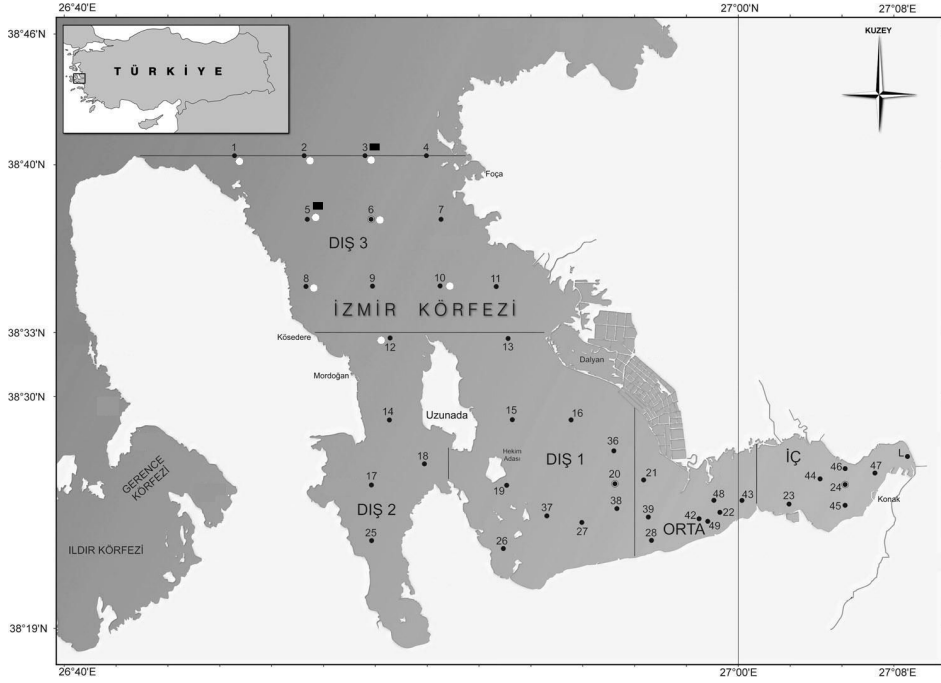 26°40'E
27°00'E
27°08'E
38°46'N
TÜRKİYE
KUZEY
1
2
3
4
38°40'N
Foça
5
6
7
DIŞ 3
8
9
10
11
İZMİR KÖRFEZİ
38°33'N
Kösedere
12
13
Dalyan
Mordoğan
38°30'N
Uzunada
14
15
16
36
İÇ
L
GERENCE
KÖRFEZİ
18
Hekim
Adası
DIŞ 1
46
47
17
19
20
21
44
24
Konak
DIŞ 2
37
38
48
43
23
45
39
42
22
ORTA
49
ILDIR KÖRFEZİ
25
26
27
28
38°19'N
26°40'E
27°00'E
27°08'E